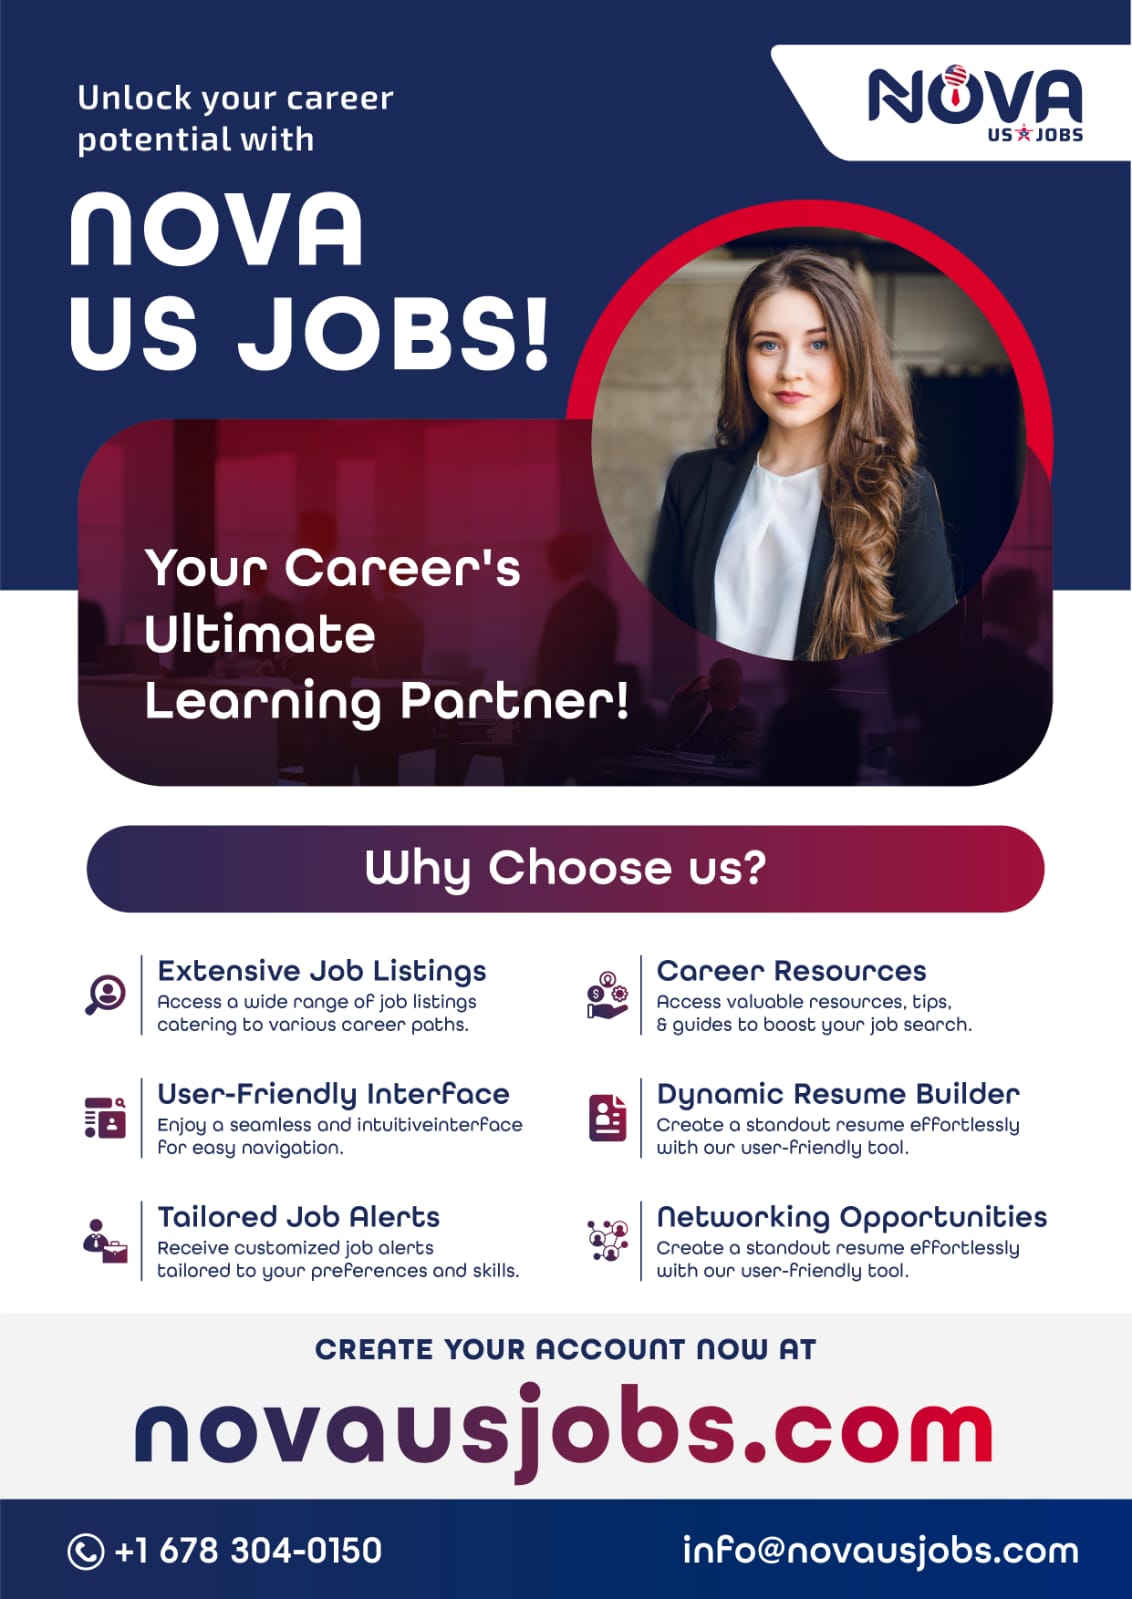 Unlock your career
potential with
NOVA
US JOBS!
NOVA
US JOBS
Your Career's
Ultimate
Learning Partner!
Why Choose us?
Extensive Job Listings
Access a wide range of job listings
catering to various career paths.
Career Resources
Access valuable resources, tips,
& guides to boost your job search.
User-Friendly Interface
Enjoy a seamless and intuitiveinterface
for easy navigation.
Dynamic Resume Builder
Create a standout resume effortlessly
with our user-friendly tool.
Tailored Job Alerts
Receive customized job alerts
tailored to your preferences and skills.
Networking Opportunities
Create a standout resume effortlessly
with our user-friendly tool.
CREATE YOUR ACCOUNT NOW AT
novausjobs.com
+1 678 304-0150
info@novausjobs.com